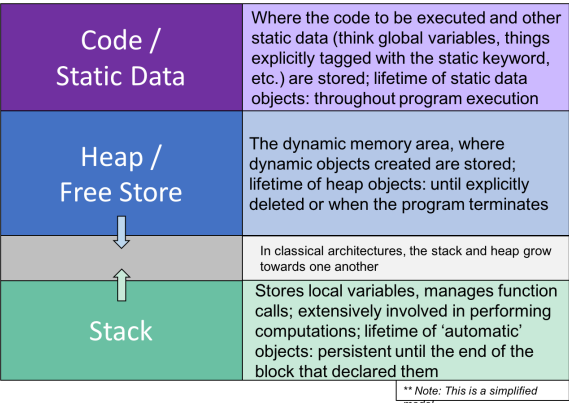 Code /
Static Data
Where the code to be executed and other
static data (think global variables, things
explicitly tagged with the static keyword,
etc.) are stored; lifetime of static data
objects: throughout program execution
Heap /
Free Store
The dynamic memory area, where
dynamic objects created are stored;
lifetime of heap objects: until explicitly
deleted or when the program terminates
In classical architectures, the stack and heap grow
towards one another
Stack
Stores local variables, manages function
calls; extensively involved in performing
computations; lifetime of ‘automatic’
objects: persistent until the end of the
block that declared them
** Note: This is a simplified